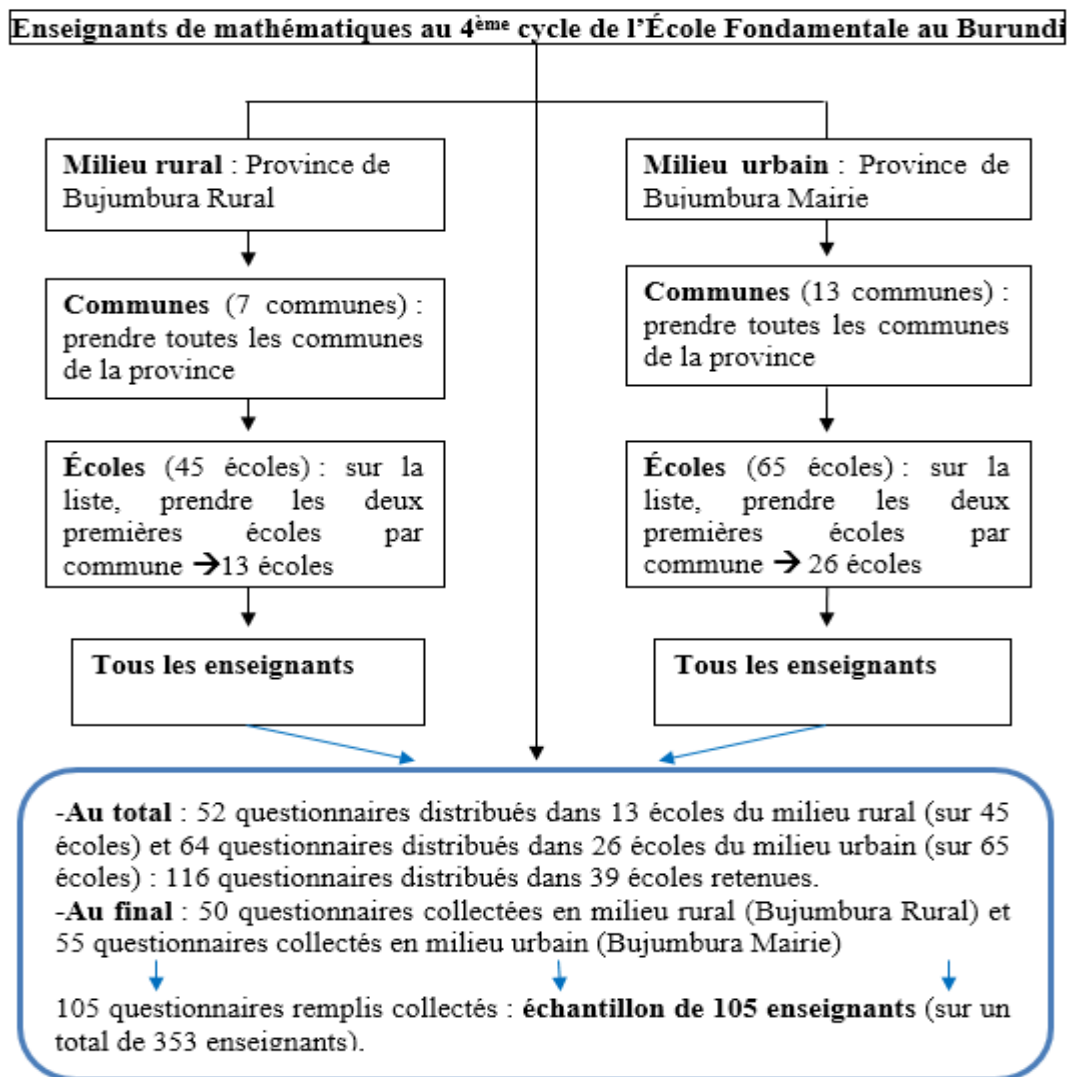 Enseignants de mathématiques au 4ème cycle de l'École Fondamentale au Burundi
Milieu rural : Province de
Bujumbura Rural
Milieu urbain : Province de
Bujumbura Mairie
Communes (7 communes) :
prendre toutes les communes
de la province
Communes (13 communes) :
prendre toutes les communes
de la province
Écoles (45 écoles) : sur la
liste, prendre les deux
premières écoles par
commune ➔13 écoles
Écoles (65 écoles) : sur la
liste, prendre les deux
premières écoles par
commune ➔ 26 écoles
Tous les enseignants
Tous les enseignants
-Au total : 52 questionnaires distribués dans 13 écoles du milieu rural (sur 45
écoles) et 64 questionnaires distribués dans 26 écoles du milieu urbain (sur 65
écoles) : 116 questionnaires distribués dans 39 écoles retenues.
-Au final : 50 questionnaires collectées en milieu rural (Bujumbura Rural) et
55 questionnaires collectés en milieu urbain (Bujumbura Mairie)
105 questionnaires remplis collectés : échantillon de 105 enseignants (sur un
total de 353 enseignants).